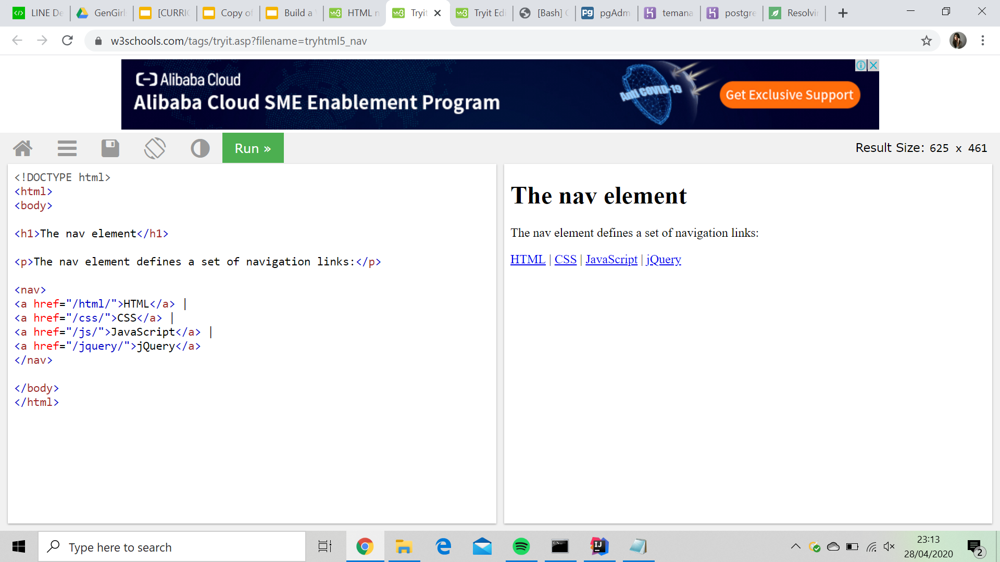 LINE De
GenGirl
[CURRIC
Copy of
Build a
HTML n
Tryit
Tryit Edi
[Bash]
pgAdm
temana
postgre
Resolvin
w3schools.com/tags/tryit.asp?filename=tryhtml5_nav
Alibaba Cloud
Alibaba Cloud SME Enablement Program
Anti COVID-19
Get Exclusive Support
Run »
Result Size: 625 x 461
<!DOCTYPE html>
<html>
<body>
<h1>The nav element</h1>
<p>The nav element defines a set of navigation links:</p>
<nav>
<a href="/html/">HTML</a> |
<a href="/css/">CSS</a> |
<a href="/js/">JavaScript</a> |
<a href="/jquery/">jQuery</a>
</nav>
</body>
</html>
The nav element
The nav element defines a set of navigation links:
HTML | CSS | JavaScript | jQuery
Type here to search
23:13
28/04/2020
2